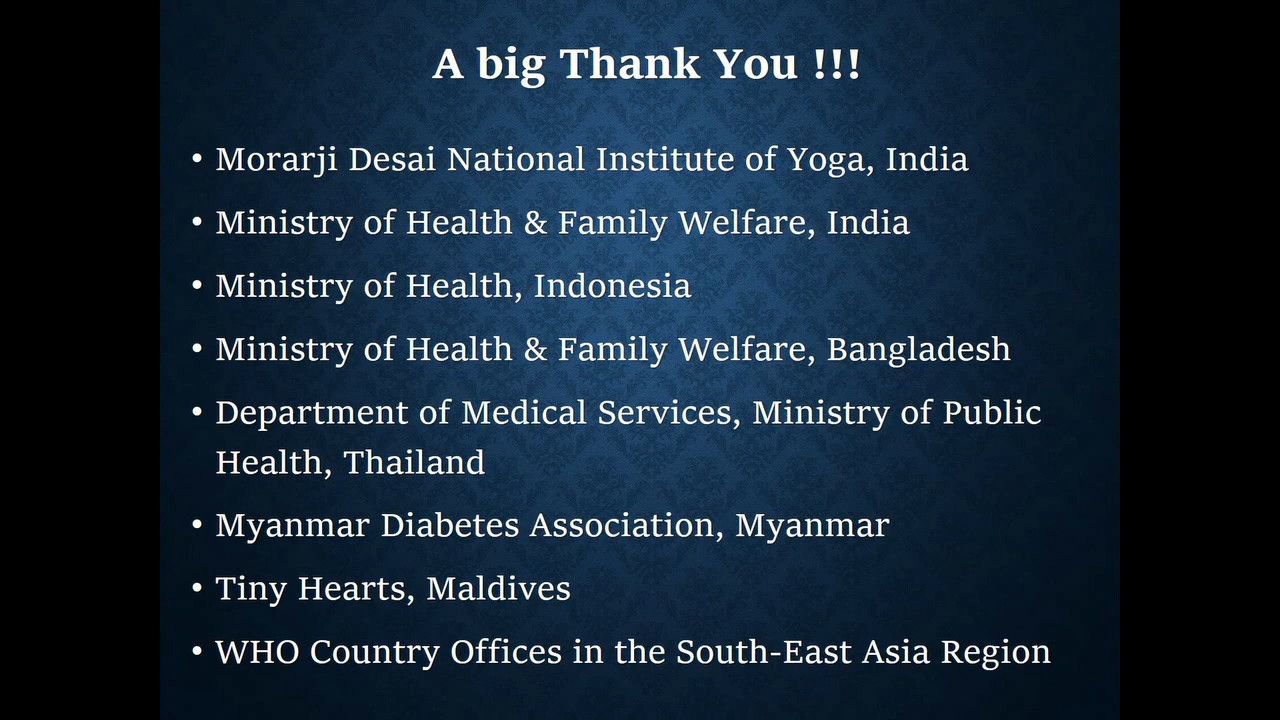 A big Thank You !!!
• Morarji Desai National Institute of Yoga, India
• Ministry of Health & Family Welfare, India
• Ministry of Health, Indonesia
• Ministry of Health & Family Welfare, Bangladesh
• Department of Medical Services, Ministry of Public
Health, Thailand
• Myanmar Diabetes Association, Myanmar
• Tiny Hearts, Maldives
• WHO Country Offices in the South-East Asia Region